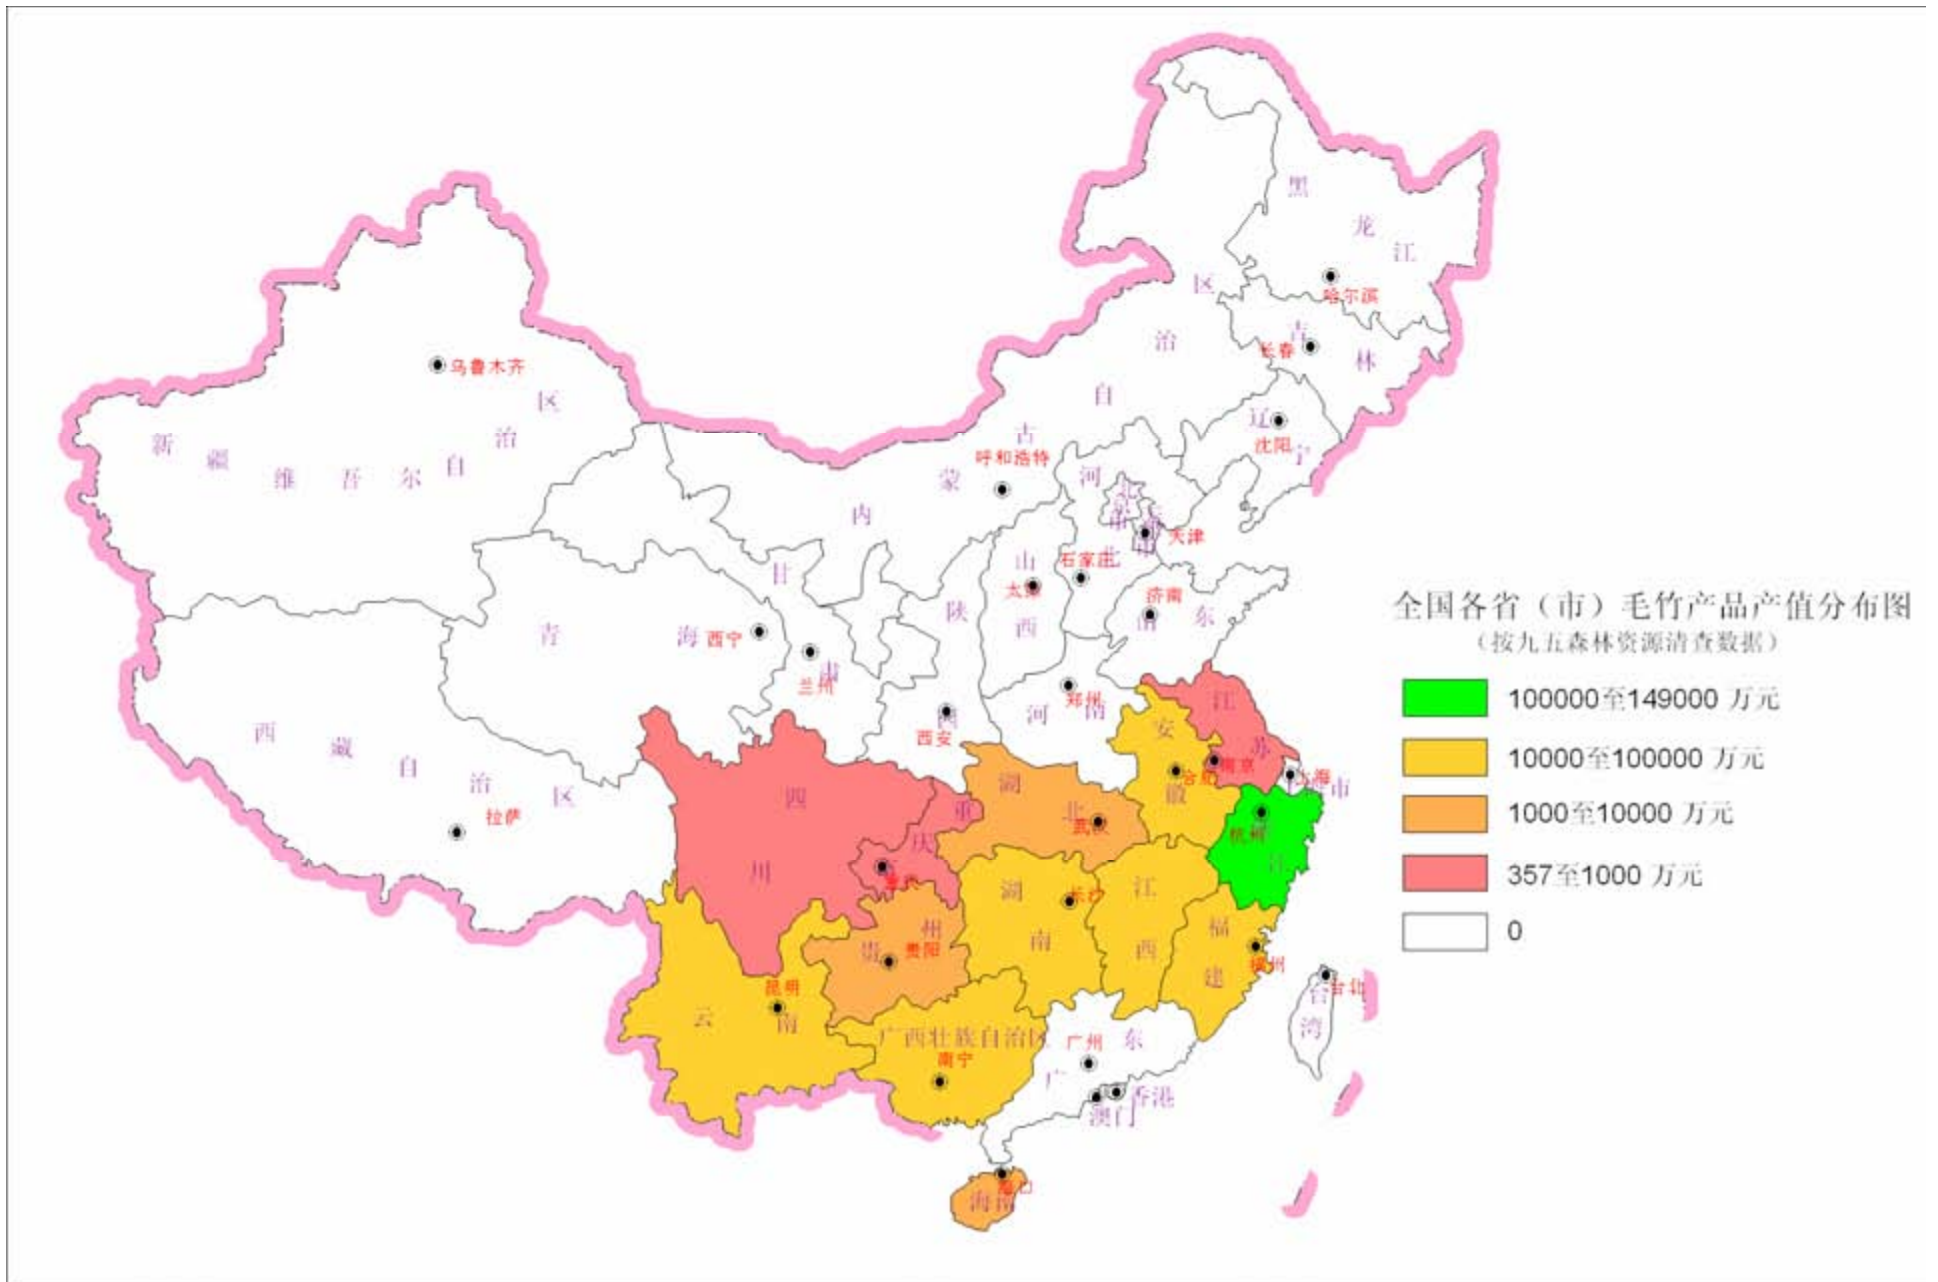 全国各省（市）毛竹产品产值分布图
（按九五森林资源清查数据）
100000至149000 万元
10000至100000 万元
1000至10000 万元
357至1000 万元
0
黑龙江
哈尔滨
吉林
长春
辽宁
沈阳
内蒙古自治区
呼和浩特
新疆维吾尔自治区
乌鲁木齐
河北
石家庄
北京市
天津
山西
太原
山东
济南
陕西
西安
甘肃
兰州
青海
西宁
西藏自治区
拉萨
河南
郑州
江苏
南京
安徽
合肥
上海
市
浙江
杭州
四川
重庆
重庆
湖北
武汉
湖南
长沙
江西
福建
福州
台湾
台北
贵州
贵阳
云南
昆明
广西壮族自治区
南宁
广东
广州
香港
澳门
海南
海口